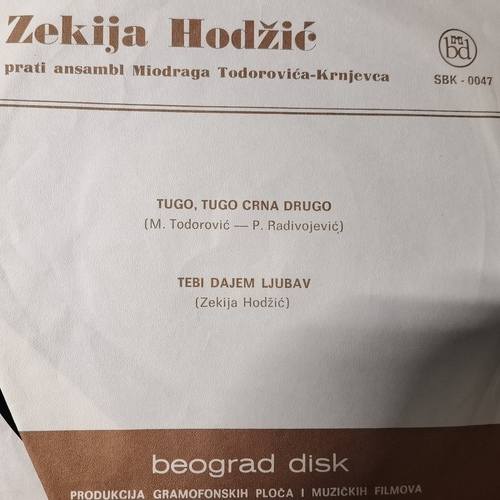 Zekija Hodžić
prati ansambl Miodraga Todorovića-Krnjevca
bd
SBK - 0047
TUGO, TUGO CRNA DRUGO
(M. Todorović — P. Radivojević)
TEBI DAJEM LJUBAV
(Zekija Hodžić)
beograd disk
PRODUKCIJA GRAMOFONSKIH PLOČA I MUZIČKIH FILMOVA